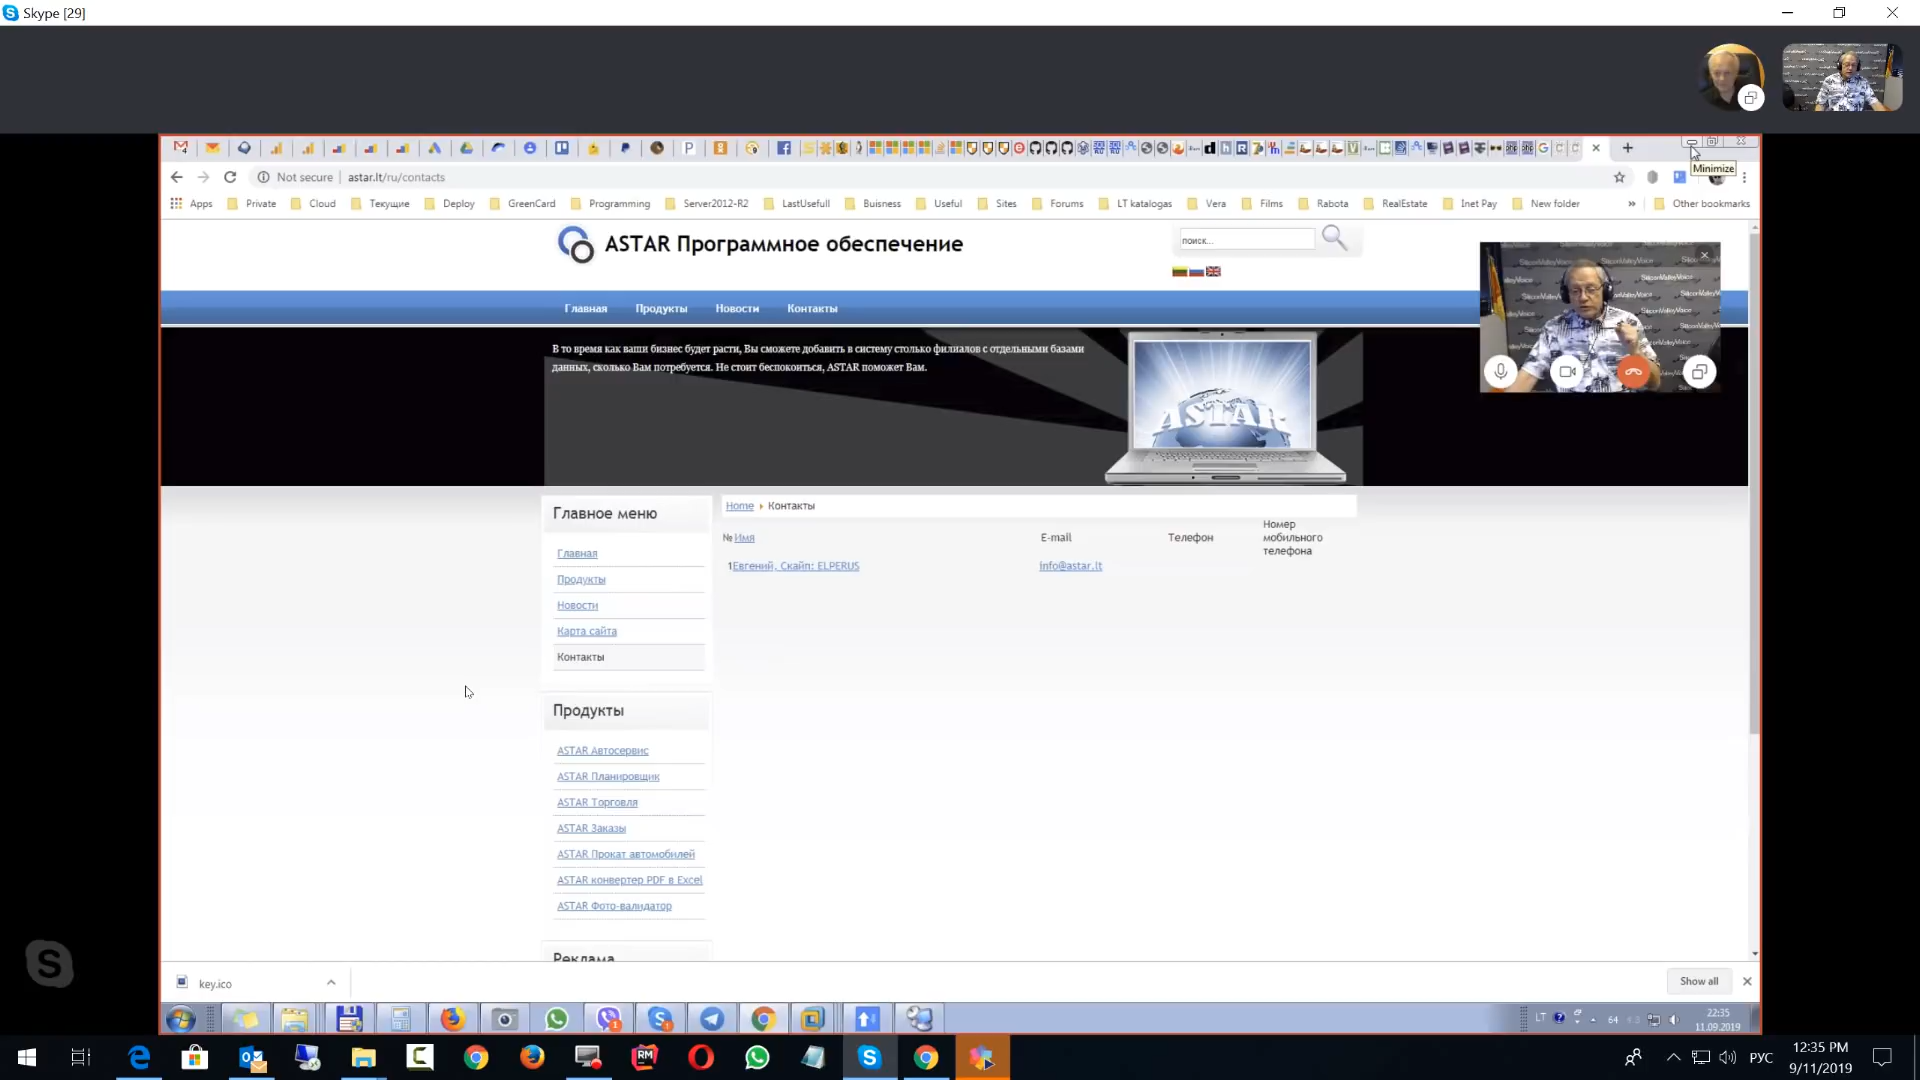 Skype [29]
Not secure
astar.lt/ru/contacts
Minimize
Apps
Private
Cloud
Текущие
Deploy
GreenCard
Programming
Server2012-R2
LastUsefull
Buisness
Useful
Sites
Forums
LT katalogas
Vera
Films
Rabota
RealEstate
Inet Pay
New folder
»
Other bookmarks
ASTAR Программное обеспечение
поиск...
Главная
Продукты
Новости
Контакты
В то время как ваши бизнес будет расти, Вы сможете добавить в систему столько филиалов с отдельными базами
данных, сколько Вам потребуется. Не стоит беспокоиться, ASTAR поможет Вам.
ASTAR
SiliconValleyVoice
Главное меню
Главная
Продукты
Новости
Карта сайта
Контакты
Home
Контакты
№ Имя
E-mail
Телефон
Номер
мобильного
телефона
1Евгений, Скайп: ELPERUS
info@astar.lt
Продукты
ASTAR Автосервис
ASTAR Планировщик
ASTAR Торговля
ASTAR Заказы
ASTAR Прокат автомобилей
ASTAR конвертер PDF в Excel
ASTAR Фото-валидатор
Реклама
key.ico
Show all
LT
64
22:35
11.09.2019
РУС
12:35 PM
9/11/2019